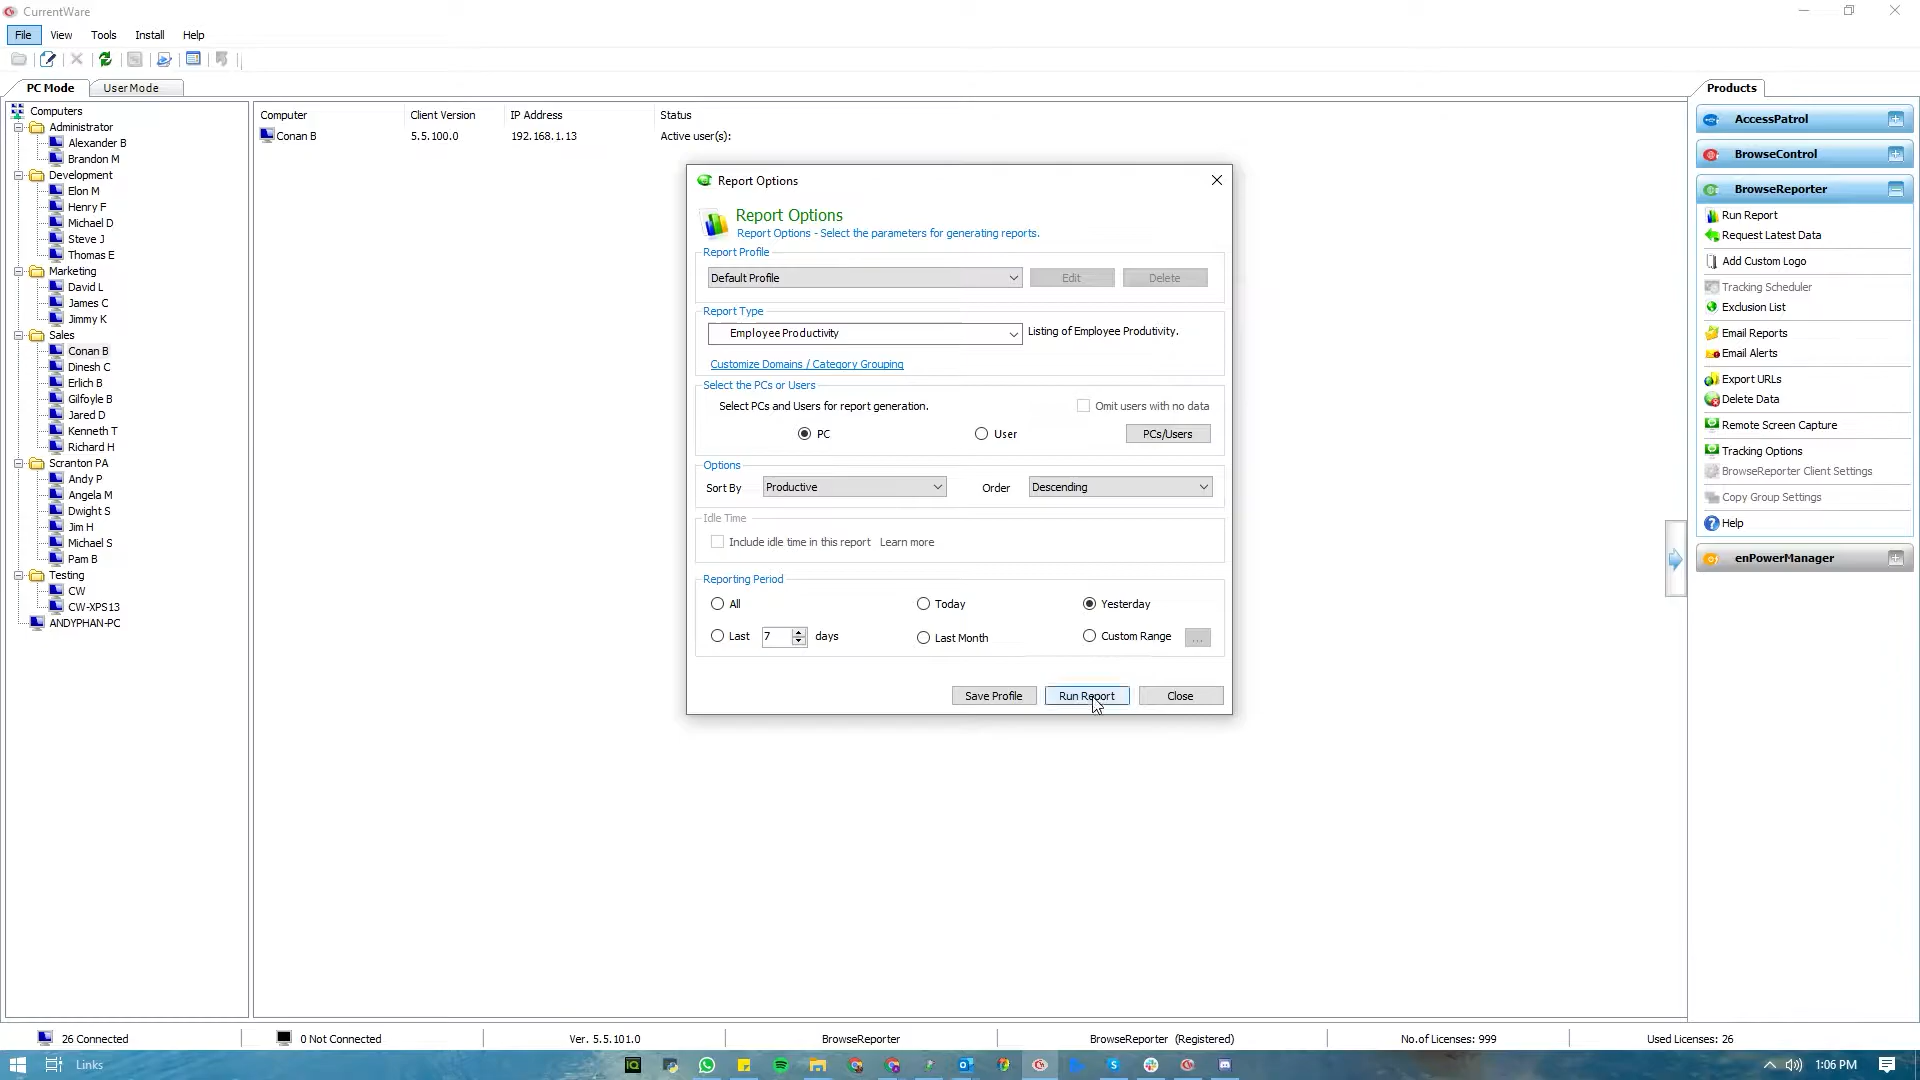 CurrentWare
File View Tools Install Help
PC Mode User Mode
Computers
Administrator
Alexander B
Brandon M
Development
Elon M
Henry F
Michael D
Steve J
Thomas E
Marketing
David L
James C
Jimmy K
Sales
Conan B
Dinesh C
Erlich B
Gilfoyle B
Jared D
Kenneth T
Richard H
Scranton PA
Andy P
Angela M
Dwight S
Jim H
Michael S
Pam B
Testing
CW
CW-XPS13
ANDYPHAN-PC
Computer Client Version IP Address Status
Conan B 5.5.100.0 192.168.1.13 Active user(s):
Report Options
Report Options
Report Options - Select the parameters for generating reports.
Report Profile
Default Profile Edit Delete
Report Type
Employee Productivity Listing of Employee Produtivity.
Customize Domains / Category Grouping
Select the PCs or Users
Select PCs and Users for report generation. Omit users with no data
PC User PCs/Users
Options
Sort By Productive Order Descending
Idle Time
Include idle time in this report Learn more
Reporting Period
All Today Yesterday
Last 7 days Last Month Custom Range ...
Save Profile Run Report Close
Products
AccessPatrol
BrowseControl
BrowseReporter
Run Report
Request Latest Data
Add Custom Logo
Tracking Scheduler
Exclusion List
Email Reports
Email Alerts
Export URLs
Delete Data
Remote Screen Capture
Tracking Options
BrowseReporter Client Settings
Copy Group Settings
Help
enPowerManager
26 Connected 0 Not Connected Ver. 5.5.101.0 BrowseReporter BrowseReporter (Registered) No.of Licenses: 999 Used Licenses: 26
Links 1:06 PM